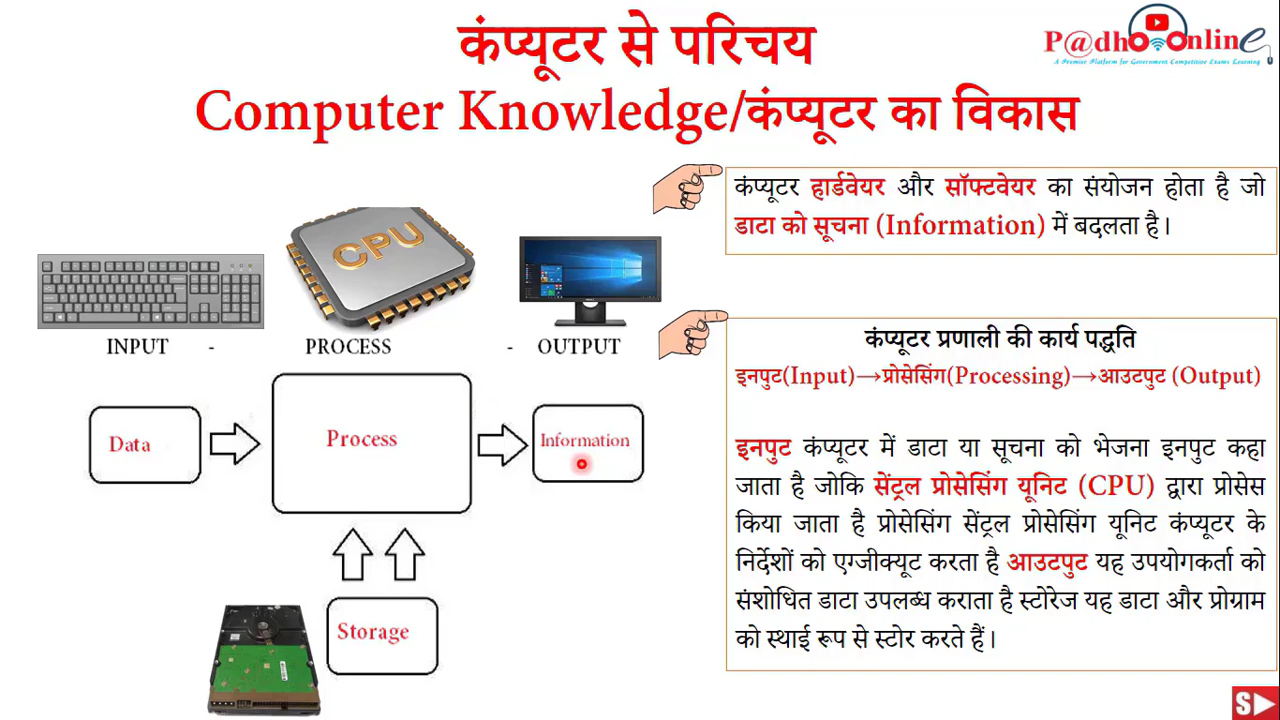 कंप्यूटर से परिचय
Computer Knowledge/कंप्यूटर का विकास
P@dhOOnlinE
A Premier Platform for Government Competitive Exams Learning
कंप्यूटर हार्डवेयर और सॉफ्टवेयर का संयोजन होता है जो
डाटा को सूचना (Information) में बदलता है।
CPU
INPUT - PROCESS - OUTPUT
Data
Process
Information
Storage
कंप्यूटर प्रणाली की कार्य पद्धति
इनपुट(Input)→प्रोसेसिंग(Processing)→आउटपुट (Output)
इनपुट कंप्यूटर में डाटा या सूचना को भेजना इनपुट कहा
जाता है जोकि सेंट्रल प्रोसेसिंग यूनिट (CPU) द्वारा प्रोसेस
किया जाता है प्रोसेसिंग सेंट्रल प्रोसेसिंग यूनिट कंप्यूटर के
निर्देशों को एग्जीक्यूट करता है आउटपुट यह उपयोगकर्ता को
संशोधित डाटा उपलब्ध कराता है स्टोरेज यह डाटा और प्रोग्राम
को स्थाई रूप से स्टोर करते हैं।
S